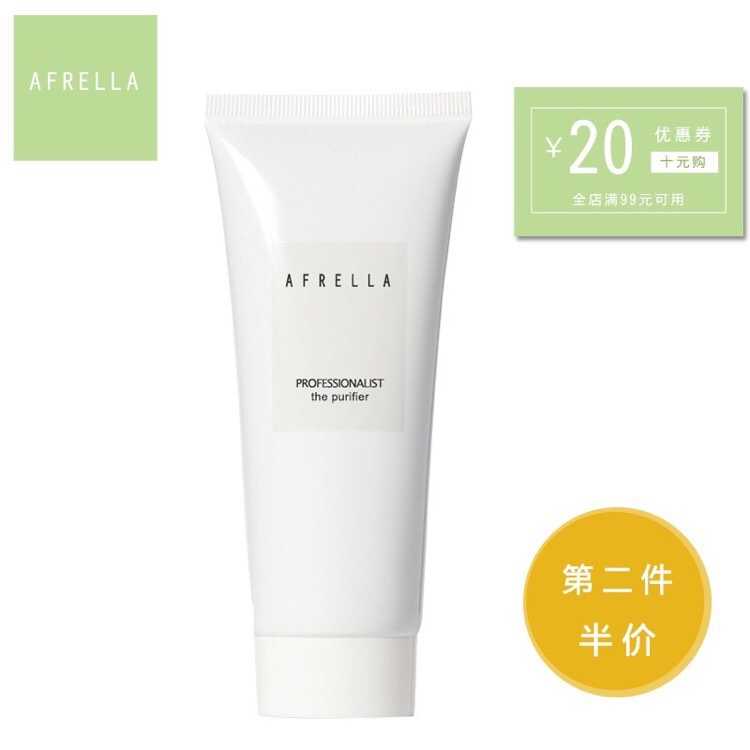 AFRELLA
¥20 优惠券
十元购
全店满99元可用
AFRELLA
PROFESSIONALIST
the purifier
第二件
半价